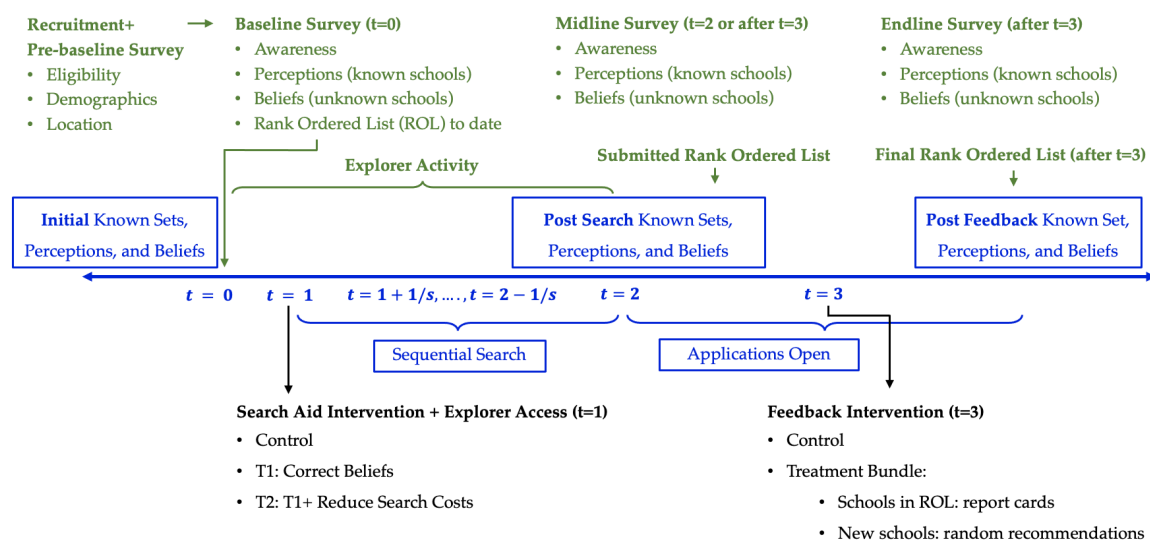 Recruitment+
Pre-baseline Survey
• Eligibility
• Demographics
• Location
Baseline Survey (t=0)
• Awareness
• Perceptions (known schools)
• Beliefs (unknown schools)
• Rank Ordered List (ROL) to date
Midline Survey (t=2 or after t=3)
• Awareness
• Perceptions (known schools)
• Beliefs (unknown schools)
Endline Survey (after t=3)
• Awareness
• Perceptions (known schools)
• Beliefs (unknown schools)
Explorer Activity
Submitted Rank Ordered List
Final Rank Ordered List (after t=3)
Initial Known Sets,
Perceptions, and Beliefs
Post Search Known Sets,
Perceptions, and Beliefs
Post Feedback Known Set,
Perceptions, and Beliefs
t = 0
t = 1
t = 1 + 1/s, …., t = 2 − 1/s
t = 2
t = 3
Sequential Search
Applications Open
Search Aid Intervention + Explorer Access (t=1)
• Control
• T1: Correct Beliefs
• T2: T1+ Reduce Search Costs
Feedback Intervention (t=3)
• Control
• Treatment Bundle:
• Schools in ROL: report cards
• New schools: random recommendations